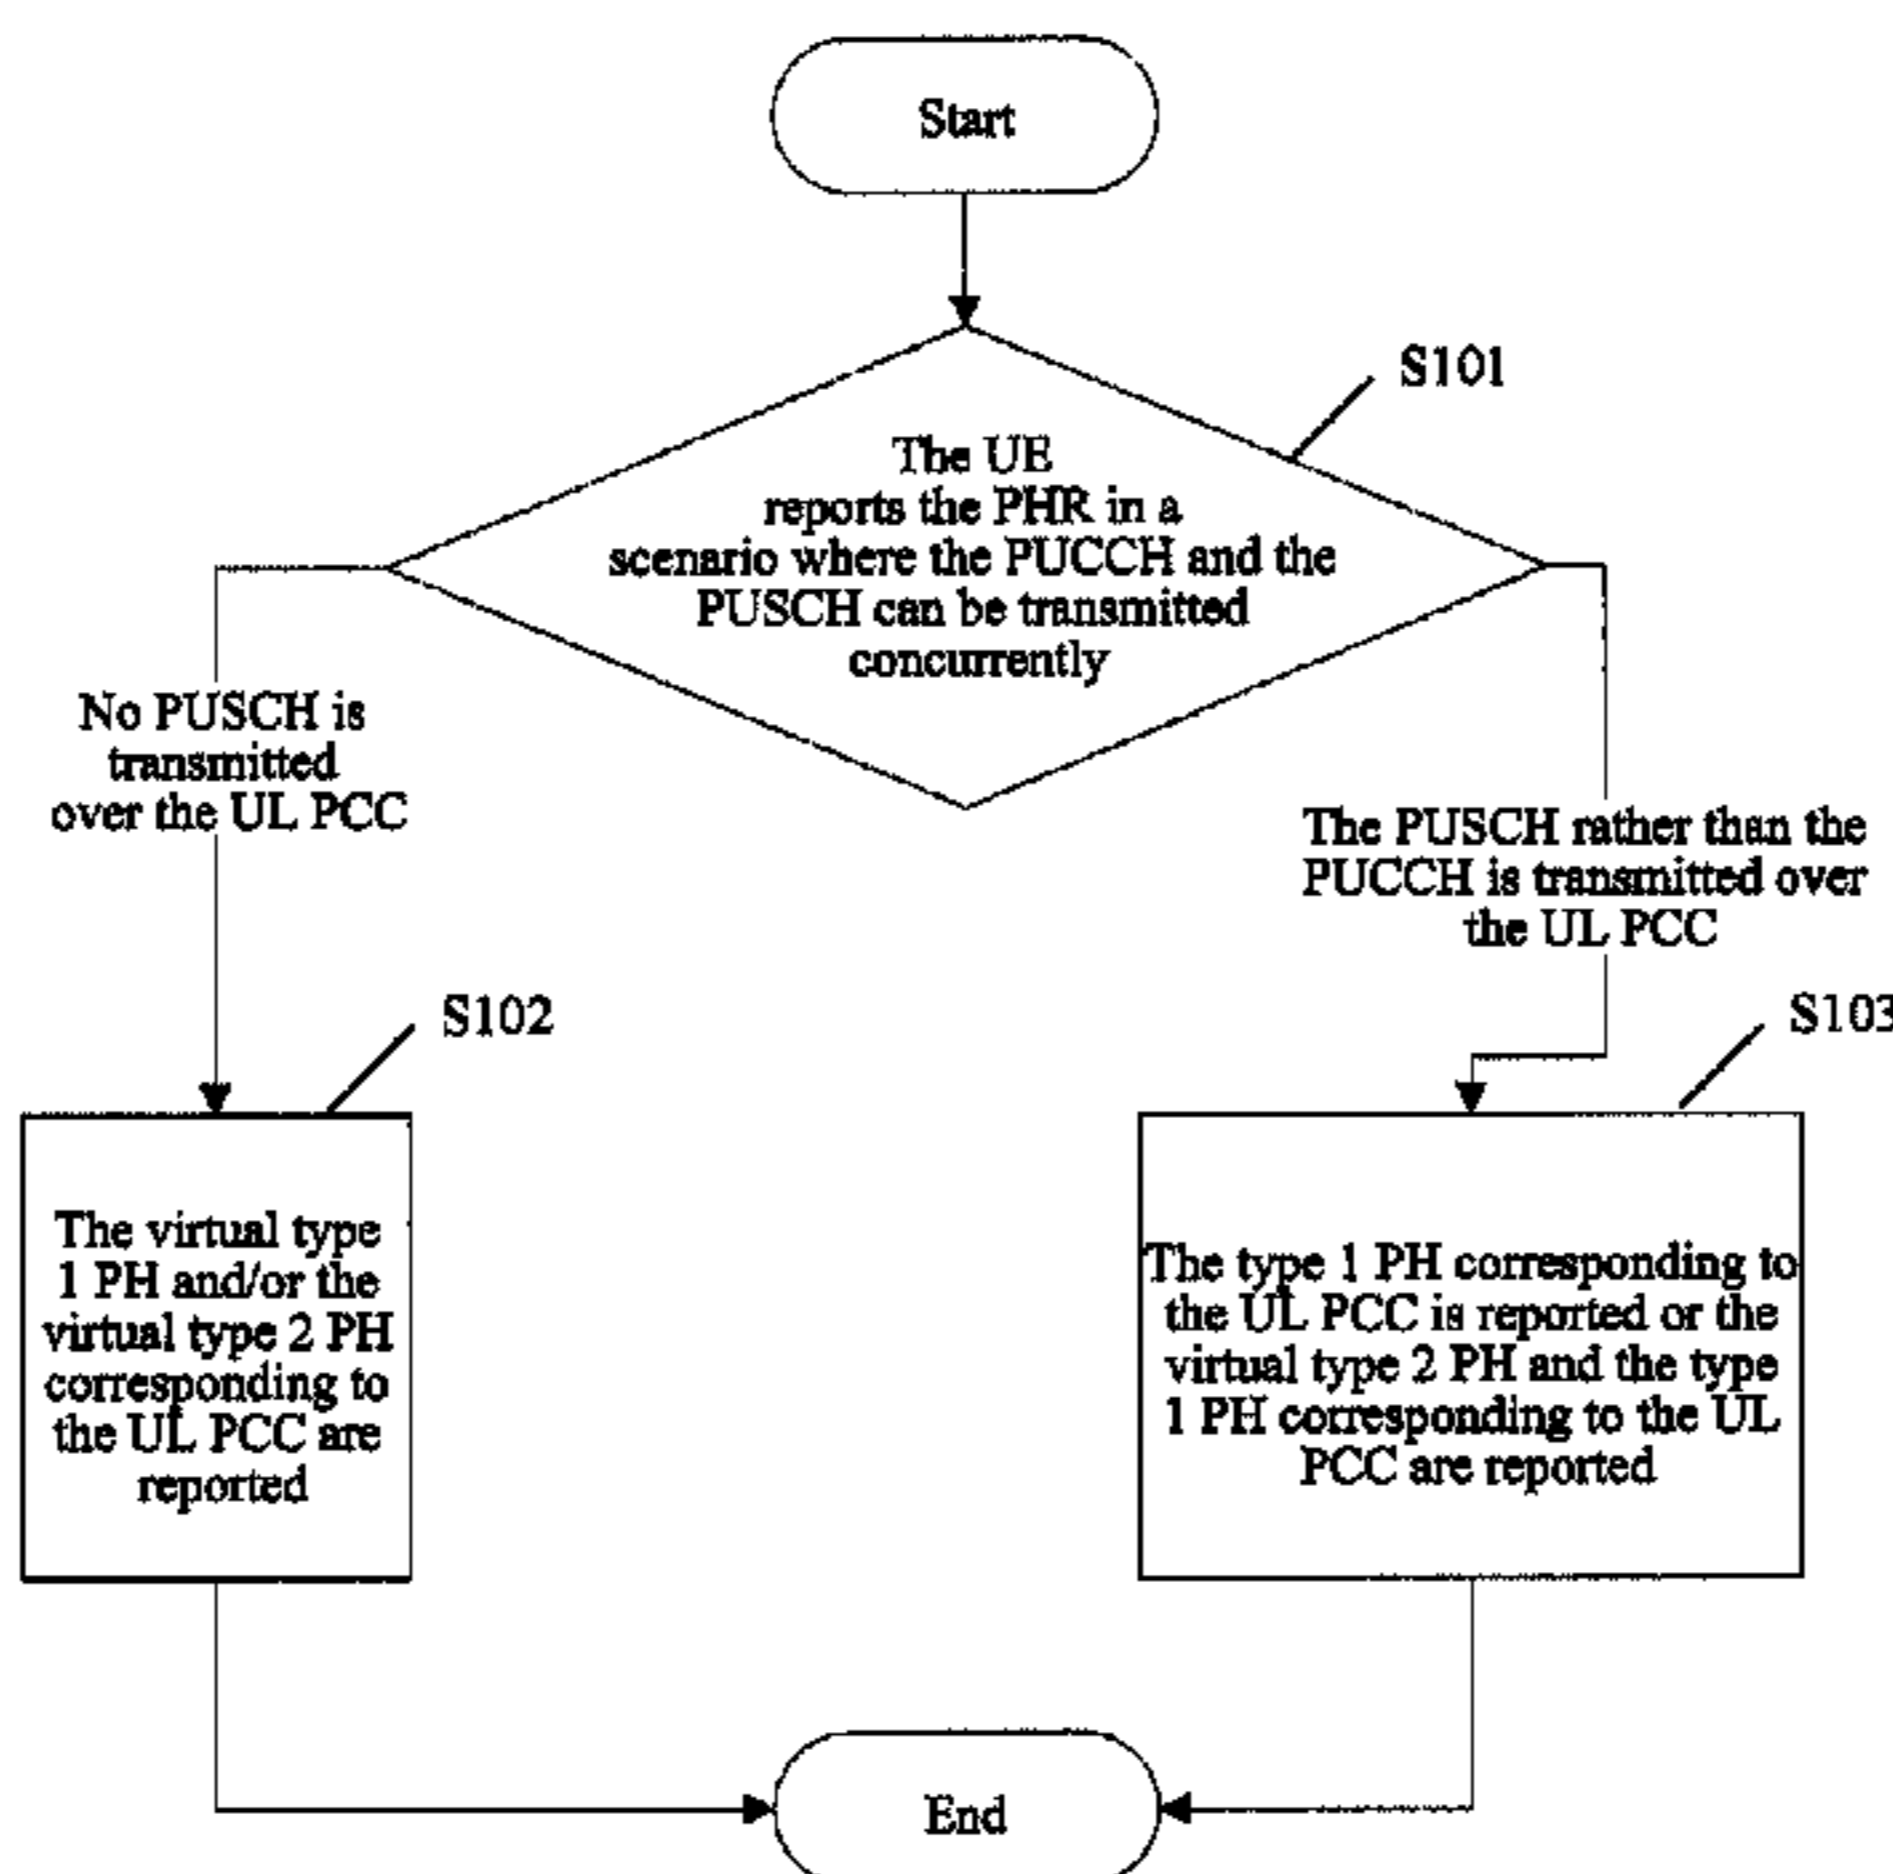 Start
S101
The UE
reports the PHR in a
scenario where the PUCCH and the
PUSCH can be transmitted
concurrently
No PUSCH is
transmitted
over the UL PCC
The PUSCH rather than the
PUCCH is transmitted over
the UL PCC
S102
S103
The virtual type
1 PH and/or the
virtual type 2 PH
corresponding to
the UL PCC are
reported
The type 1 PH corresponding to
the UL PCC is reported or the
virtual type 2 PH and the type
1 PH corresponding to the UL
PCC are reported
End